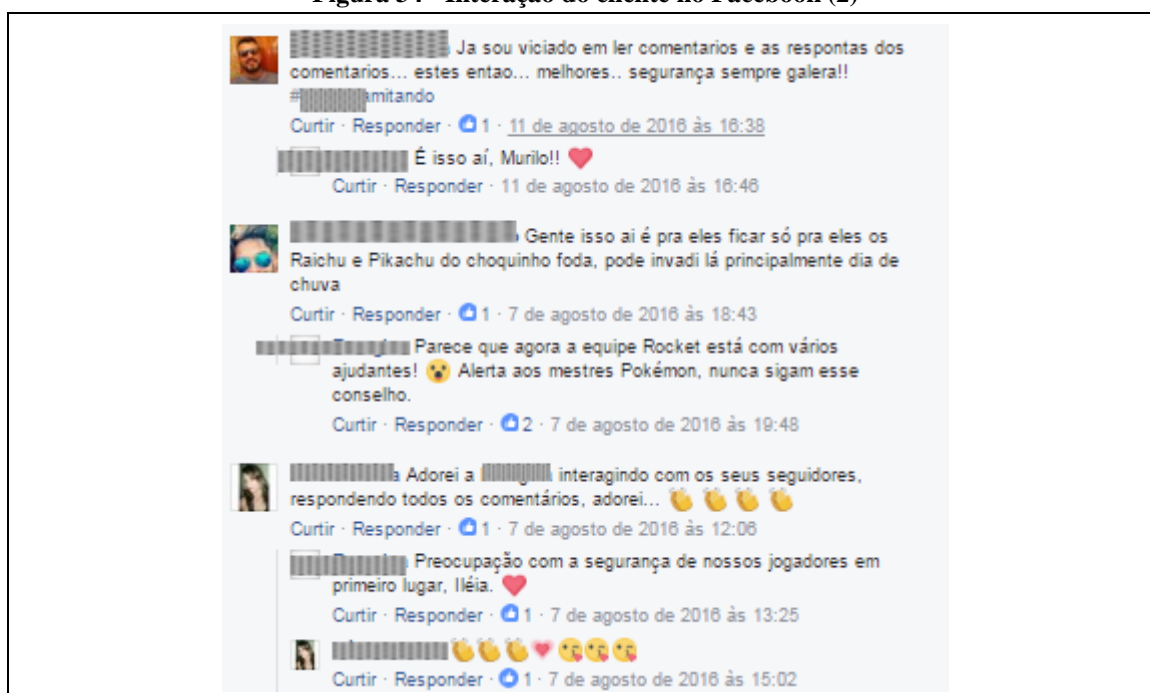 Figura 34 - Interação do cliente no Facebook (2)
Ja sou viciado em ler comentarios e as respontas dos
comentarios... estes entao... melhores.. segurança sempre galera!!
#amitando
Curtir · Responder · 1 · 11 de agosto de 2016 às 16:38
É isso aí, Murilo!! ❤
Curtir · Responder · 11 de agosto de 2016 às 16:46
Gente isso ai é pra eles ficar só pra eles os
Raichu e Pikachu do choquinho foda, pode invadi lá principalmente dia de
chuva
Curtir · Responder · 1 · 7 de agosto de 2016 às 18:43
Parece que agora a equipe Rocket está com vários
ajudantes! 😮 Alerta aos mestres Pokémon, nunca sigam esse
conselho.
Curtir · Responder · 2 · 7 de agosto de 2016 às 19:48
a Adorei a interagindo com os seus seguidores,
respondendo todos os comentários, adorei... 👏 👏 👏 👏
Curtir · Responder · 1 · 7 de agosto de 2016 às 12:06
Preocupação com a segurança de nossos jogadores em
primeiro lugar, Iléia. ❤
Curtir · Responder · 1 · 7 de agosto de 2016 às 13:25
👏👏👏💗😘😘😘
Curtir · Responder · 1 · 7 de agosto de 2016 às 15:02